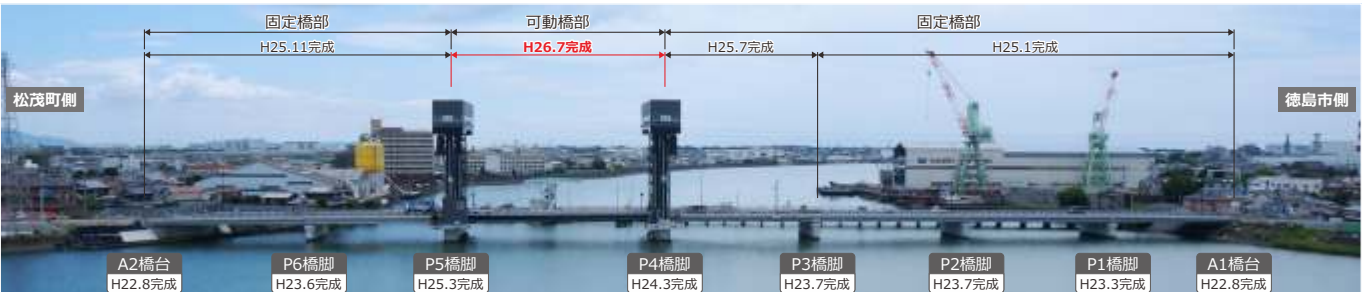 固定橋部
可動橋部
固定橋部
H25.11完成
H26.7完成
H25.7完成
H25.1完成
松茂町側
徳島市側
A2橋台
H22.8完成
P6橋脚
H23.6完成
P5橋脚
H25.3完成
P4橋脚
H24.3完成
P3橋脚
H23.7完成
P2橋脚
H23.7完成
P1橋脚
H23.3完成
A1橋台
H22.8完成